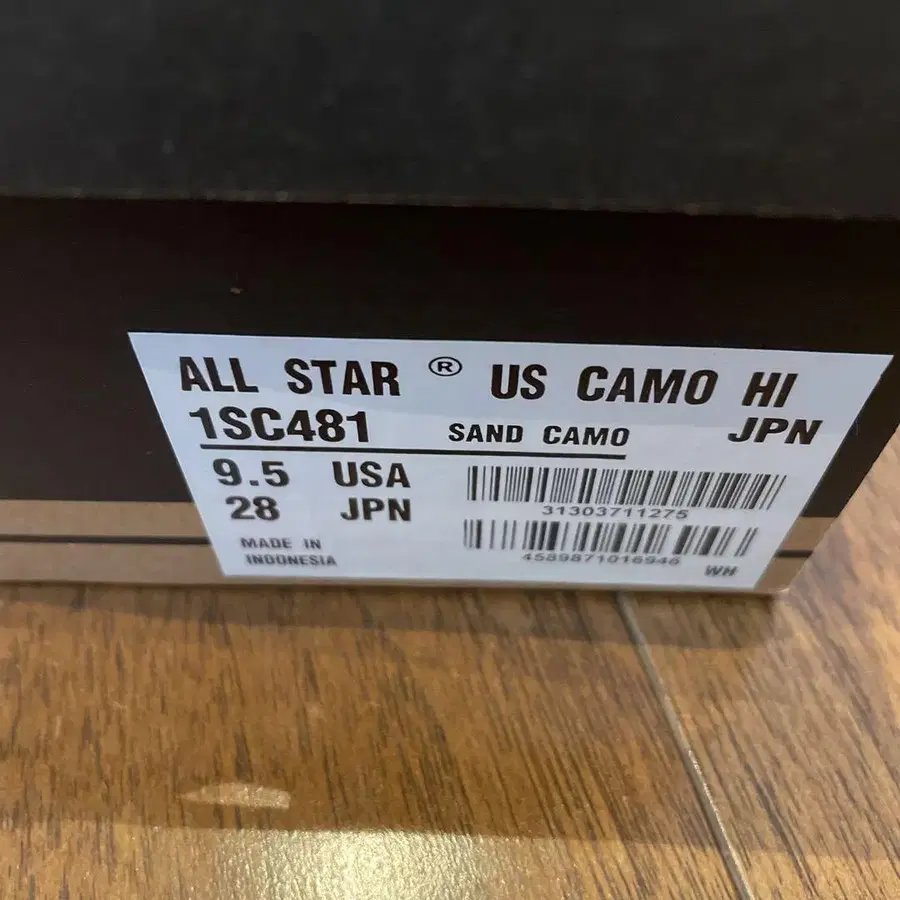 ALL STAR ® US CAMO HI
1SC481 SAND CAMO JPN
9.5 USA
28 JPN
31303711275
MADE IN
INDONESIA
4589871016946
WH